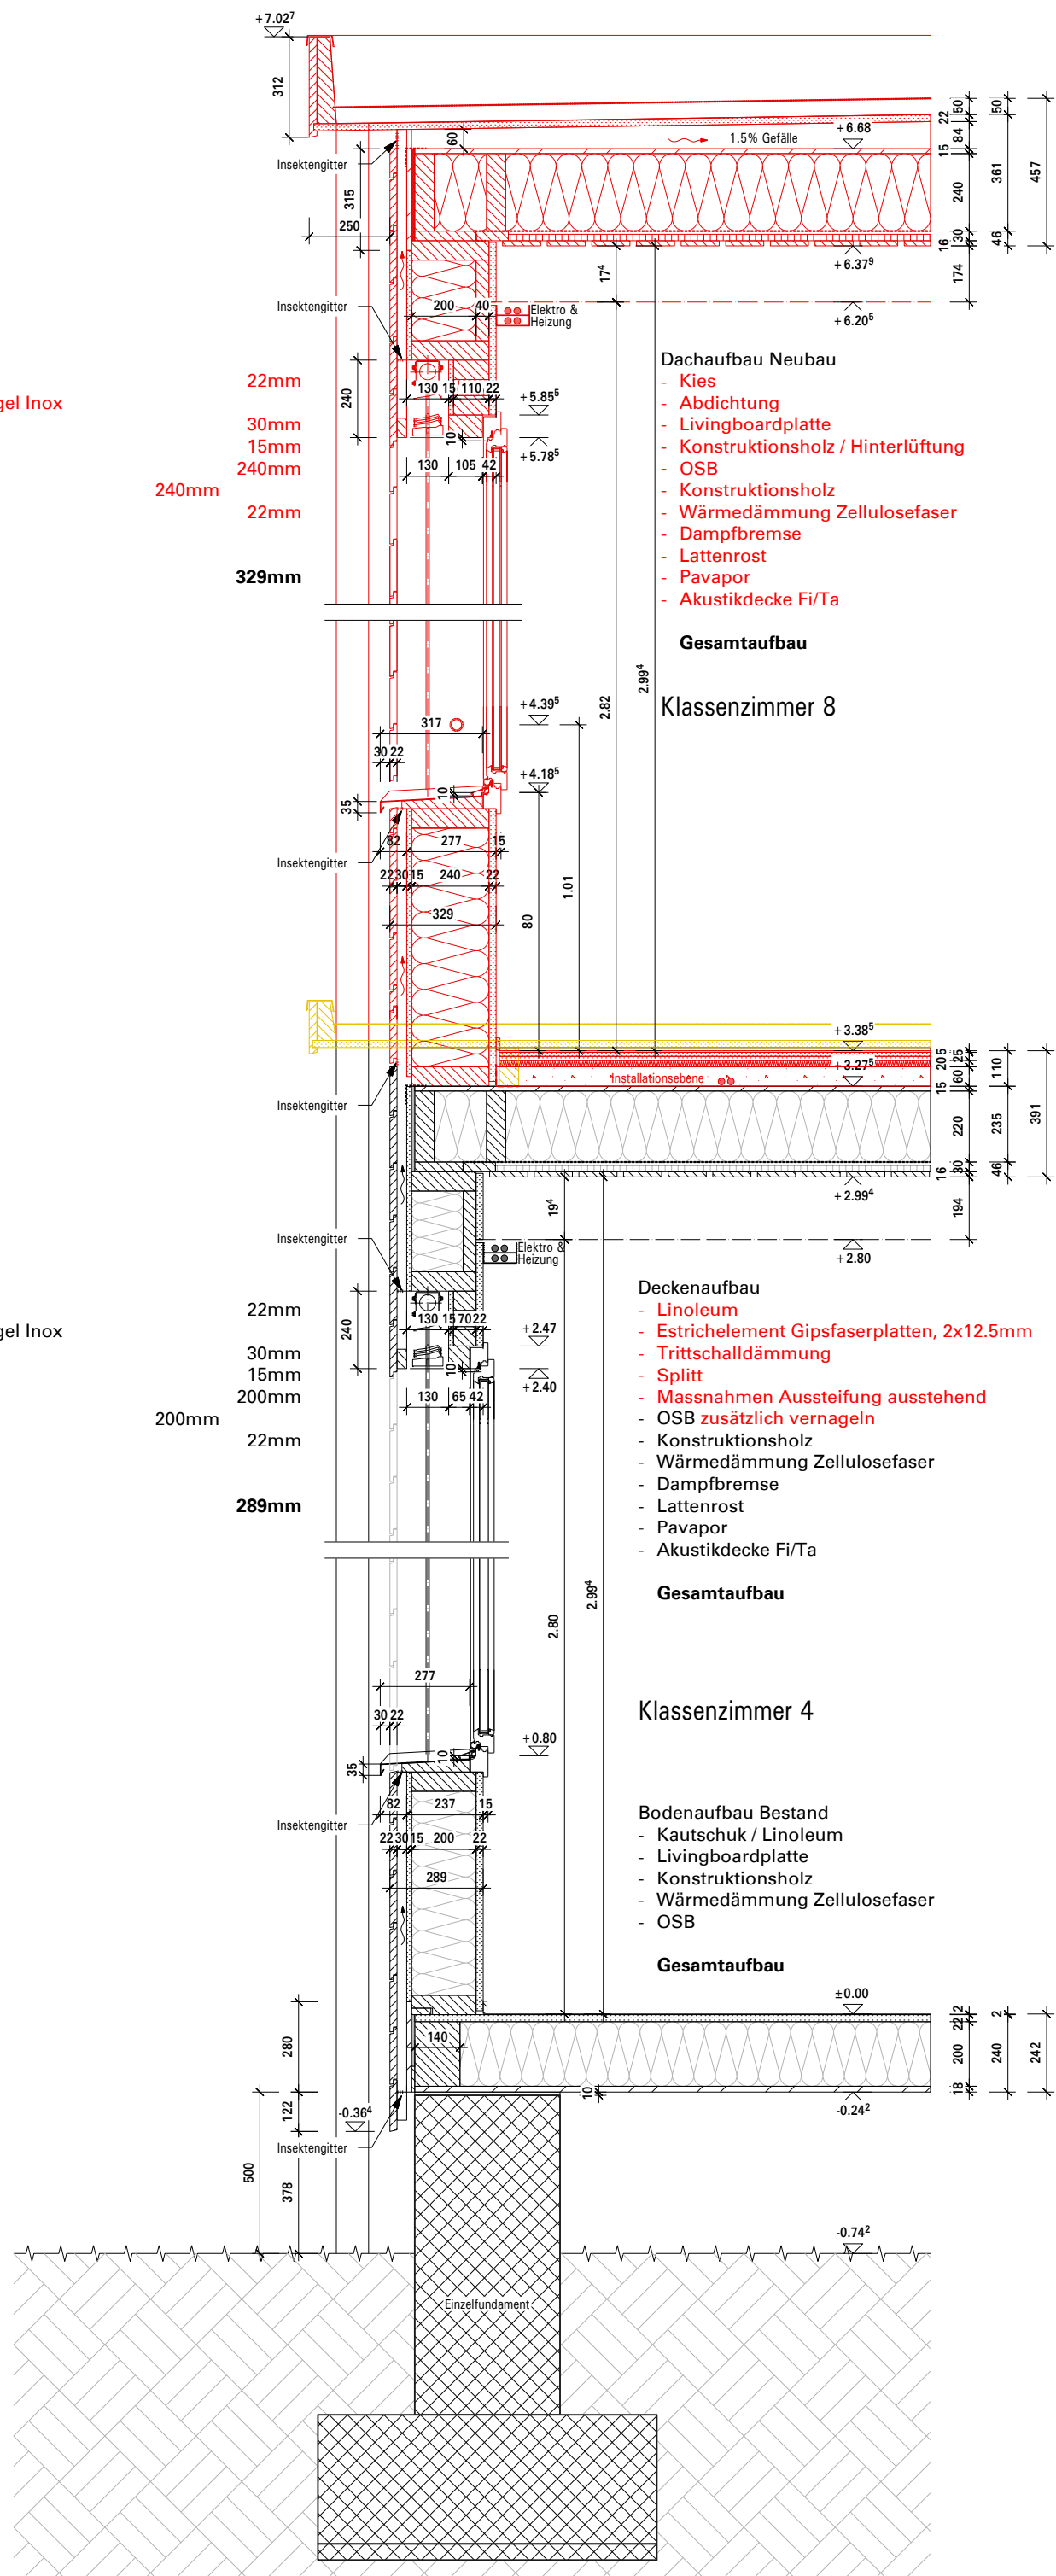 +7.02⁷
312
50
50
22
84
+6.68
1.5% Gefälle
60
Insektengitter
15
315
240
361
457
250
30
46
16
+6.37⁹
17⁴
174
Insektengitter
200
40
Elektro &
Heizung
+6.20⁵
Dachaufbau Neubau
22mm
- Kies
gel Inox
- Abdichtung
240
130
15
110
22
+5.85⁵
30mm
- Livingboardplatte
15mm
- Konstruktionsholz / Hinterlüftung
10
+5.78⁵
240mm
130
105
42
- OSB
240mm
- Konstruktionsholz
22mm
- Wärmedämmung Zellulosefaser
- Dampfbremse
- Lattenrost
329mm
- Pavapor
- Akustikdecke Fi/Ta
Gesamtaufbau
2.82
2.99⁴
Klassenzimmer 8
+4.39⁵
317
30
22
+4.18⁵
10
35
82
277
15
Insektengitter
22
30
15
240
22
329
80
1.01
+3.38⁵
+3.27⁵
5
25
20
60
110
Installationsebene
15
Insektengitter
220
235
391
30
46
16
+2.99⁴
19⁴
194
Insektengitter
Elektro &
Heizung
+2.80
Deckenaufbau
22mm
- Linoleum
gel Inox
240
130
15
70
22
+2.47
- Estrichelement Gipsfaserplatten, 2x12.5mm
30mm
- Trittschalldämmung
15mm
- Splitt
10
+2.40
200mm
130
65
42
- Massnahmen Aussteifung ausstehend
200mm
- OSB zusätzlich vernageln
22mm
- Konstruktionsholz
- Wärmedämmung Zellulosefaser
- Dampfbremse
289mm
- Lattenrost
- Pavapor
- Akustikdecke Fi/Ta
Gesamtaufbau
2.80
2.99⁴
277
Klassenzimmer 4
30
22
+0.80
10
35
82
237
15
Insektengitter
Bodenaufbau Bestand
- Kautschuk / Linoleum
22
30
15
200
22
- Livingboardplatte
289
- Konstruktionsholz
- Wärmedämmung Zellulosefaser
- OSB
Gesamtaufbau
±0.00
2
2
22
280
140
200
240
242
18
10
-0.24²
122
-0.36⁴
Insektengitter
500
378
-0.74²
Einzelfundament